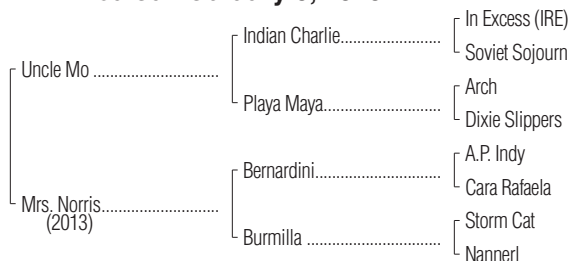 In Excess (IRE)
Indian Charlie
Soviet Sojourn
Uncle Mo
Arch
Playa Maya
Dixie Slippers
A.P. Indy
Bernardini
Cara Rafaela
Mrs. Norris
(2013)
Storm Cat
Burmilla
Nannerl